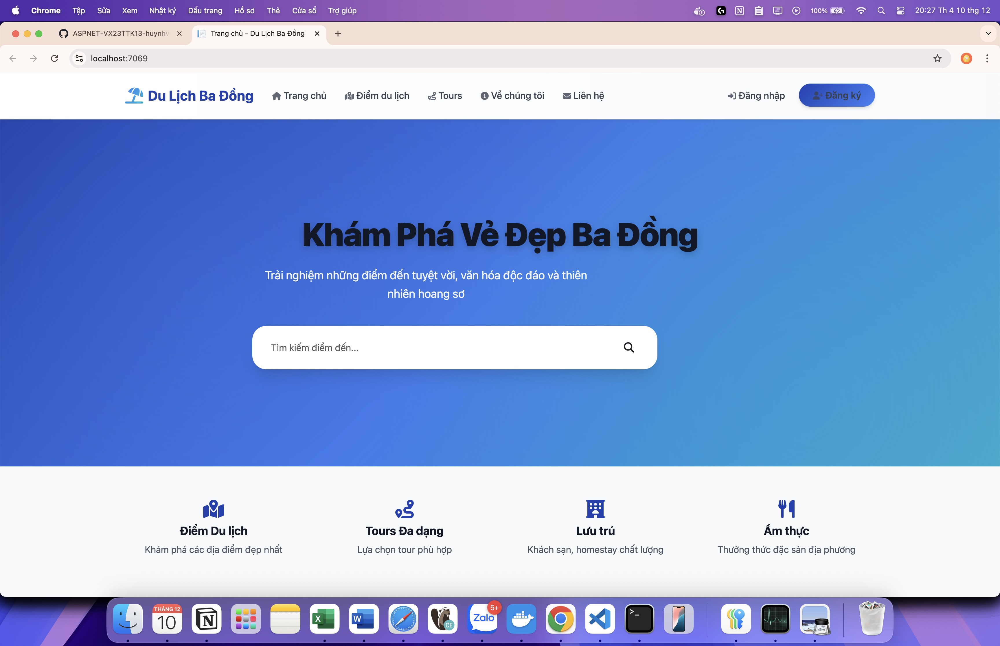 Chrome Tệp Sửa Xem Nhật ký Dấu trang Hồ sơ Thẻ Cửa sổ Trợ giúp 100% 20:27 Th 4 10 thg 12
ASPNET-VX23TTK13-huynhv Trang chủ - Du Lịch Ba Đồng
localhost:7069
Du Lịch Ba Đồng Trang chủ Điểm du lịch Tours Về chúng tôi Liên hệ Đăng nhập Đăng ký
Khám Phá Vẻ Đẹp Ba Đồng
Trải nghiệm những điểm đến tuyệt vời, văn hóa độc đáo và thiên
nhiên hoang sơ
Tìm kiếm điểm đến...
Điểm Du lịch Tours Đa dạng Lưu trú Ẩm thực
Khám phá các địa điểm đẹp nhất Lựa chọn tour phù hợp Khách sạn, homestay chất lượng Thưởng thức đặc sản địa phương
THÁNG 12
10
CE
Zalo
5+